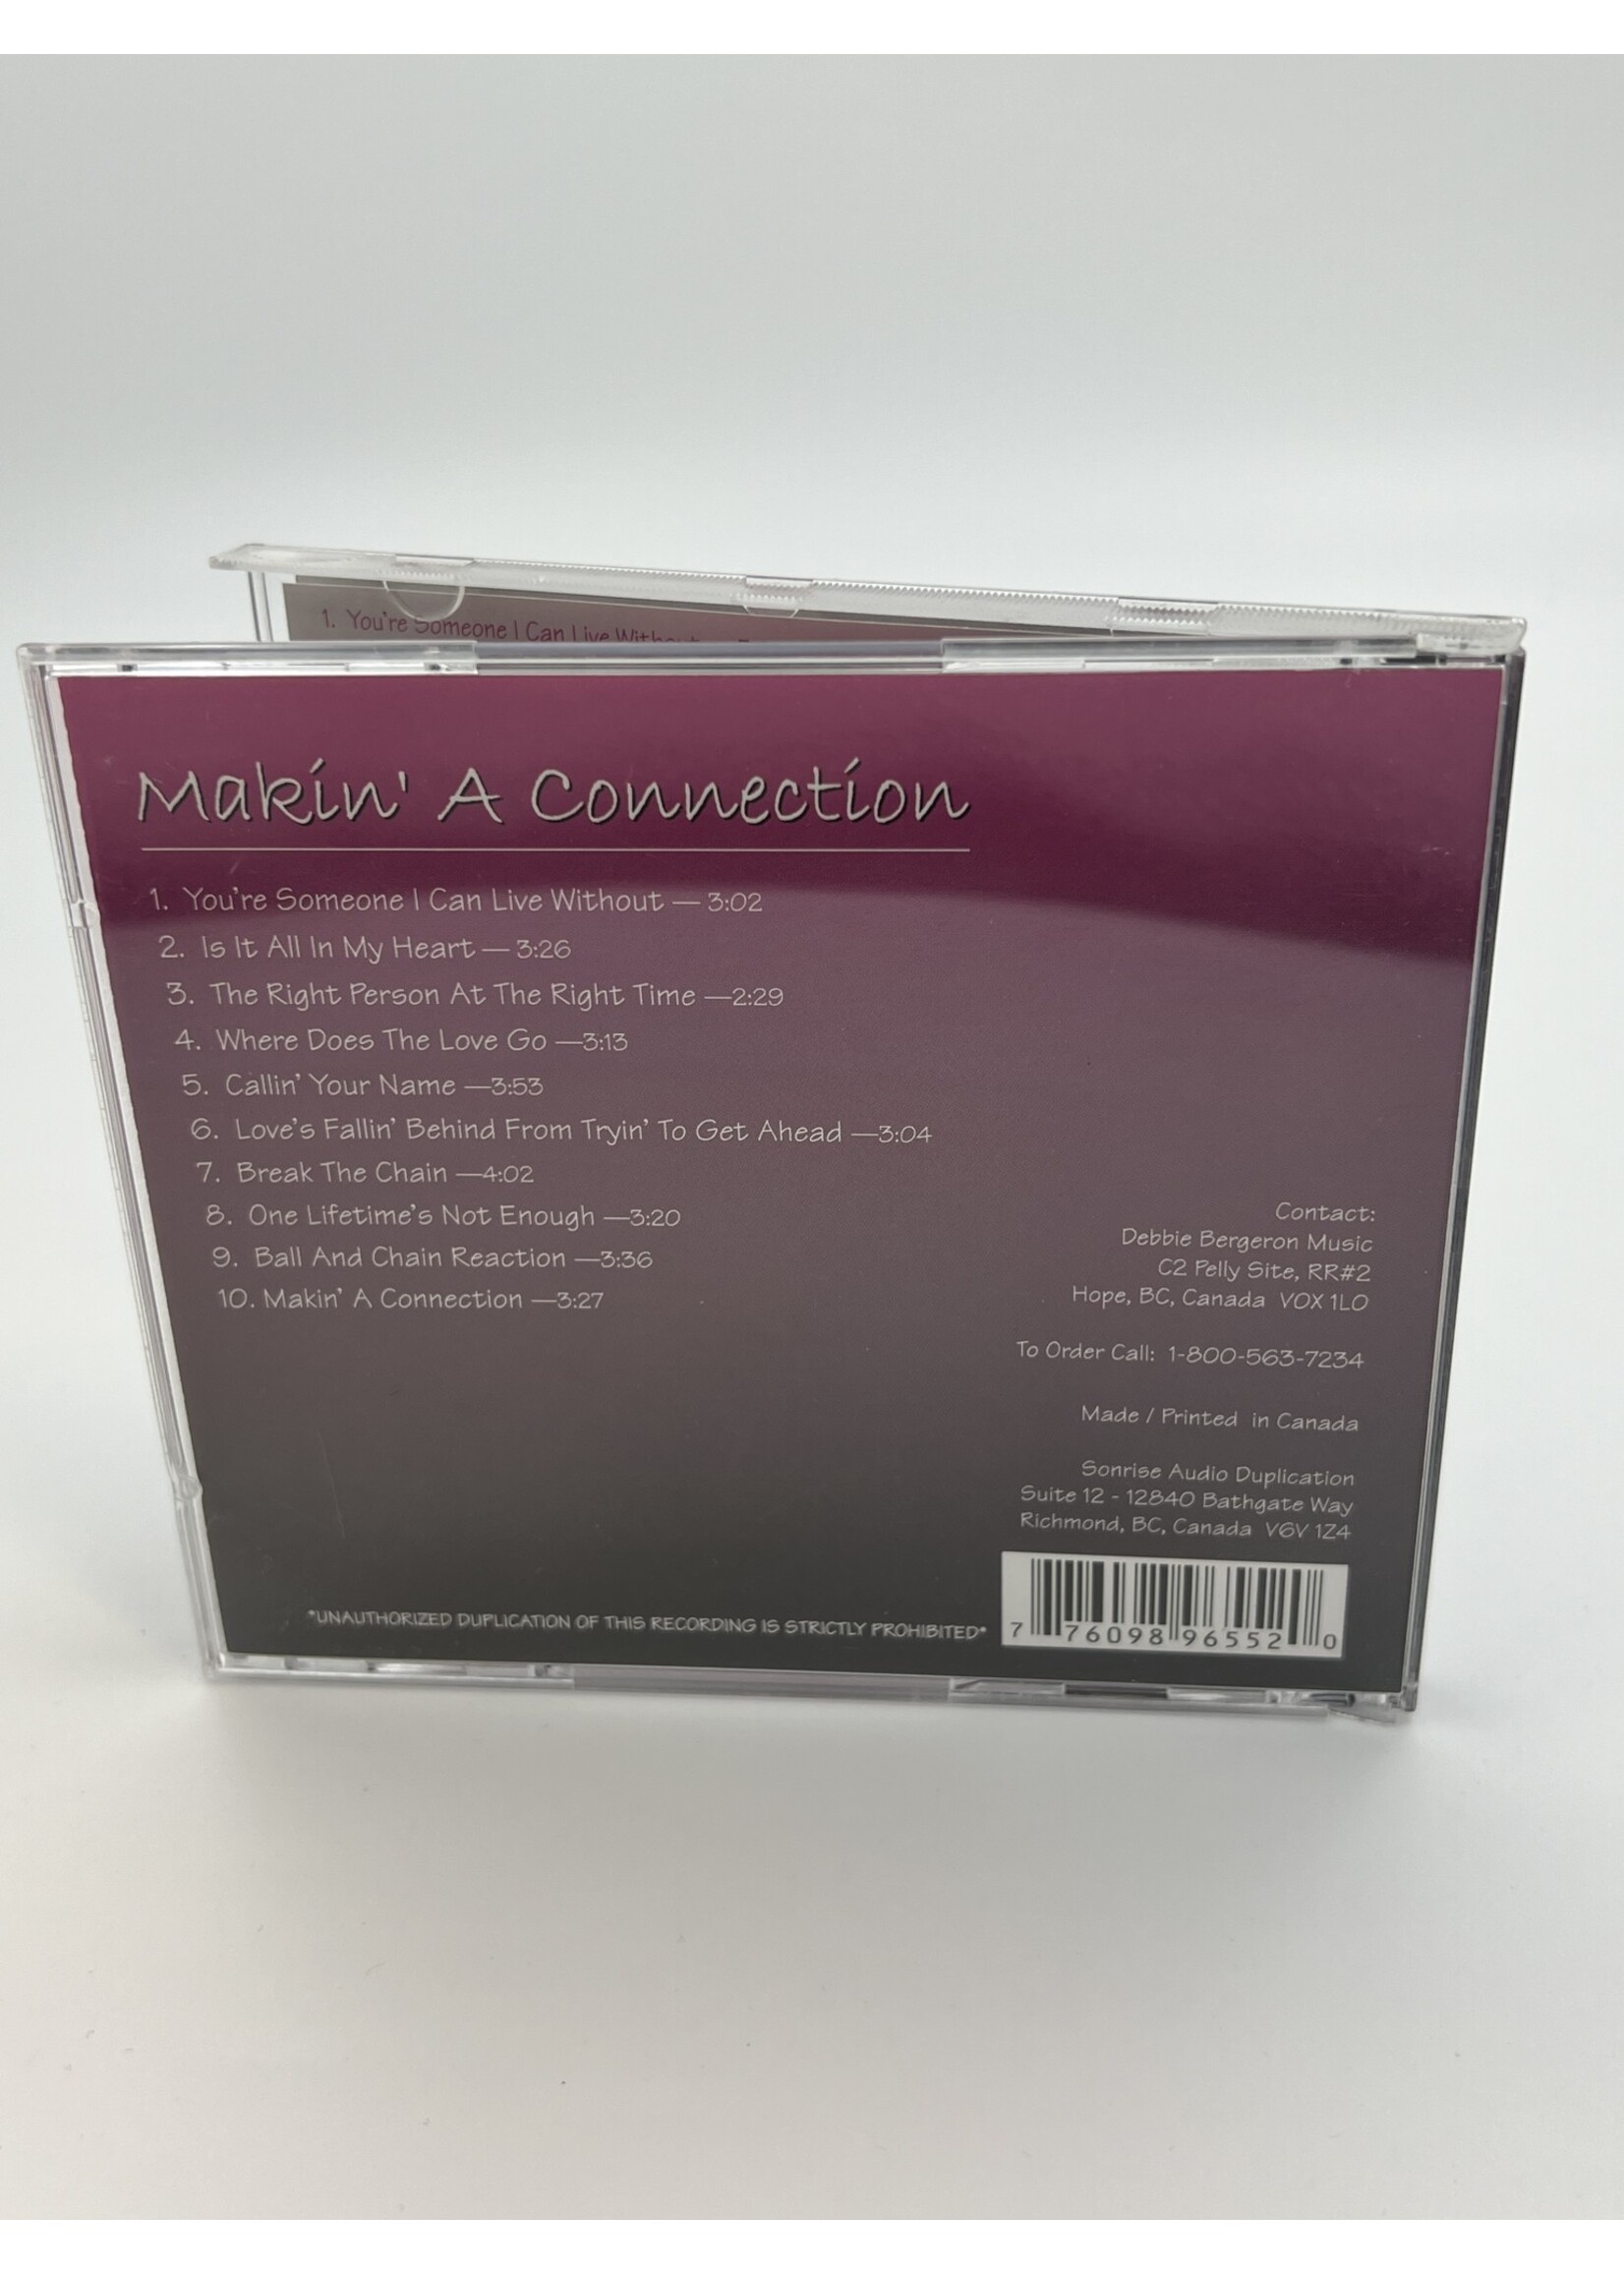 1. You're Someone I Can Live
Makin' A Connection
1. You're Someone I Can Live Without — 3:02
2. Is It All In My Heart — 3:26
3. The Right Person At The Right Time —2:29
4. Where Does The Love Go —3:13
5. Callin' Your Name —3:53
6. Love's Fallin' Behind From Tryin' To Get Ahead —3:04
7. Break The Chain —4:02
8. One Lifetime's Not Enough —3:20
9. Ball And Chain Reaction —3:36
10. Makin' A Connection —3:27
Contact:
Debbie Bergeron Music
C2 Pelly Site, RR#2
Hope, BC, Canada V0X 1L0
To Order Call: 1-800-563-7234
Made / Printed in Canada
Sonrise Audio Duplication
Suite 12 - 12840 Bathgate Way
Richmond, BC, Canada V6V 1Z4
*UNAUTHORIZED DUPLICATION OF THIS RECORDING IS STRICTLY PROHIBITED*
7 76098 96552 0